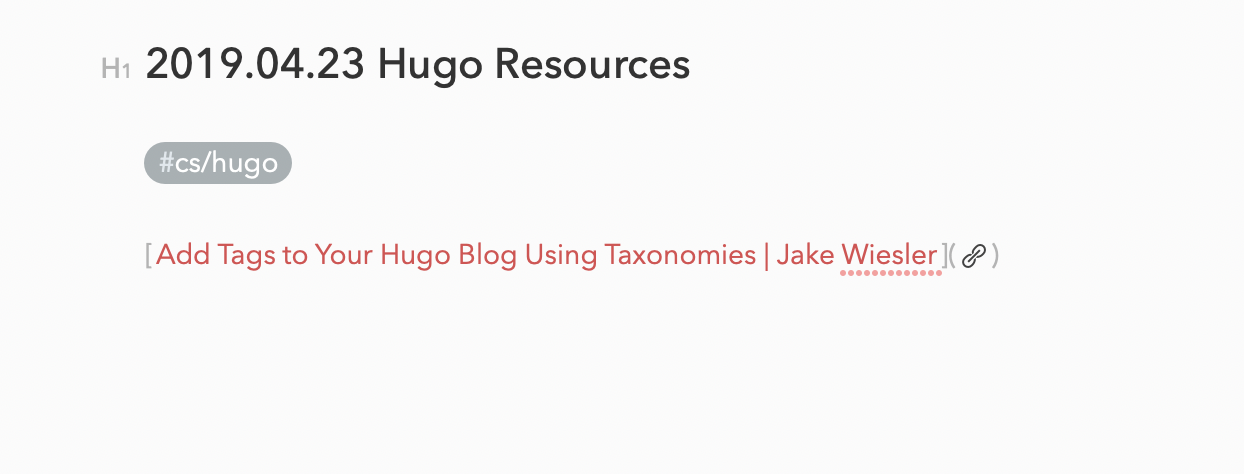 H1 2019.04.23 Hugo Resources
#cs/hugo
[Add Tags to Your Hugo Blog Using Taxonomies | Jake Wiesler]()